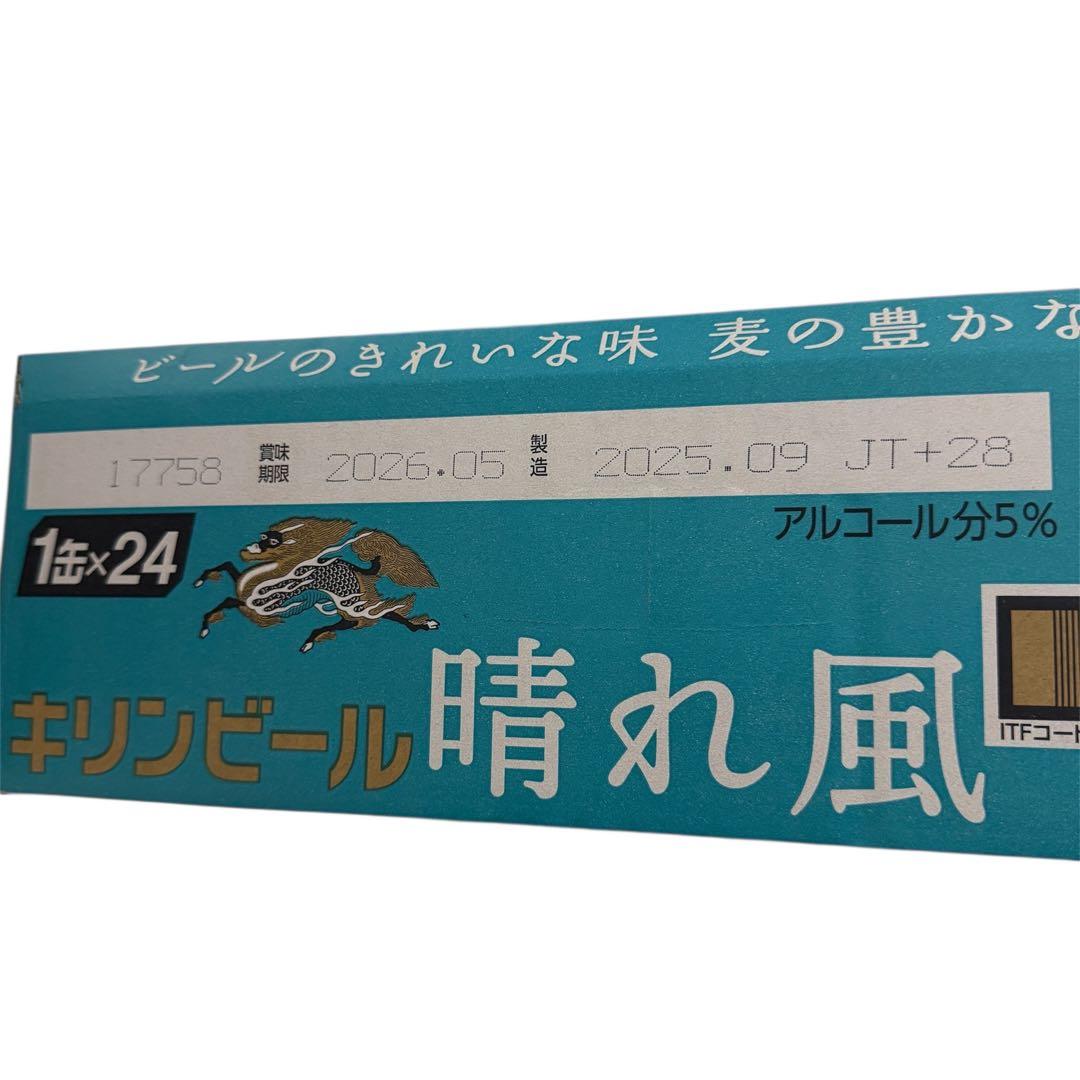 ビールのきれいな味 麦の豊かな
17758 賞味期限 2026.05 製造 2025.09 JT+28
アルコール分5%
1缶×24
キリンビール 晴れ風
ITFコード